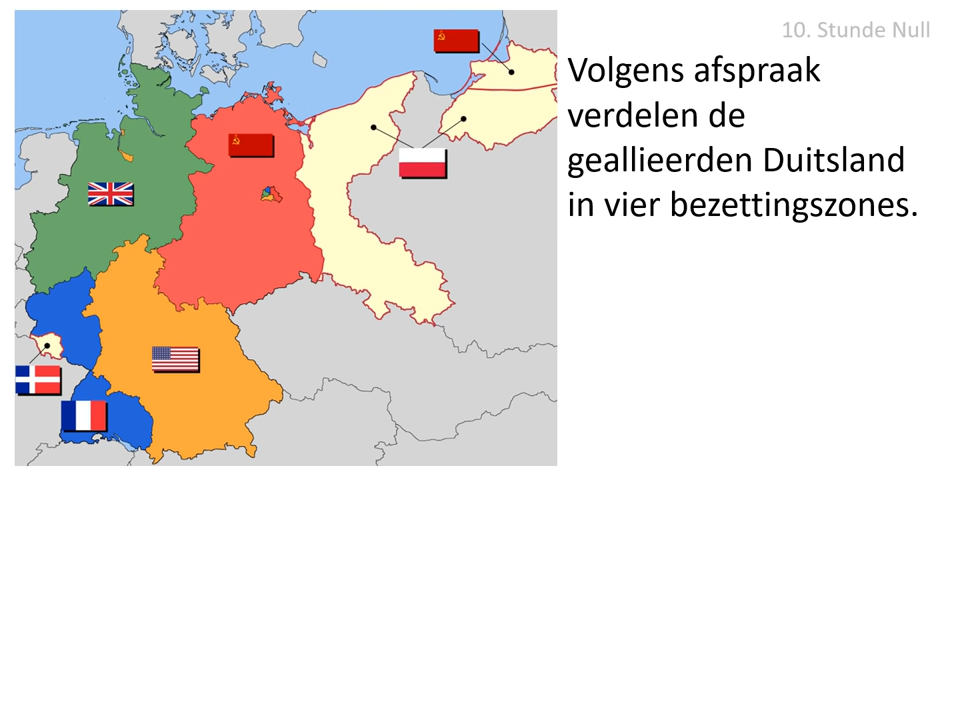 10. Stunde Null
Volgens afspraak
verdelen de
geallieerden Duitsland
in vier bezettingszones.